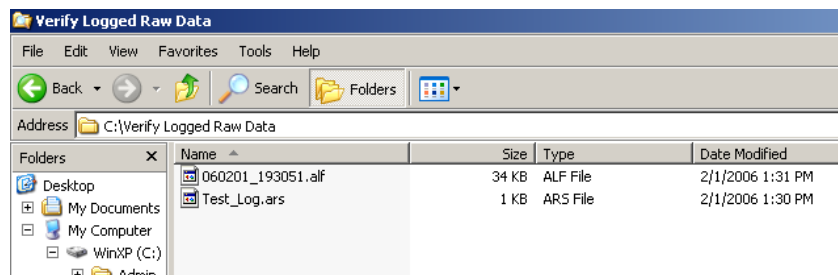 Verify Logged Raw Data
File Edit View Favorites Tools Help
Back Search Folders
Address C:\Verify Logged Raw Data
Folders x Name Size Type Date Modified
Desktop 060201_193051.alf 34 KB ALF File 2/1/2006 1:31 PM
My Documents Test_Log.ars 1 KB ARS File 2/1/2006 1:30 PM
My Computer
WinXP (C:)
Admin